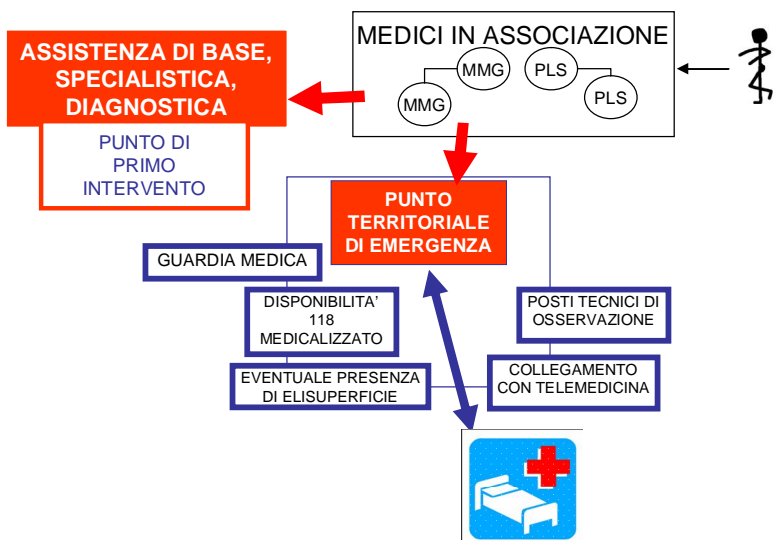 MEDICI IN ASSOCIAZIONE
MMG
MMG
PLS
PLS
ASSISTENZA DI BASE,
SPECIALISTICA,
DIAGNOSTICA
PUNTO DI
PRIMO
INTERVENTO
PUNTO
TERRITORIALE
DI EMERGENZA
GUARDIA MEDICA
DISPONIBILITA'
118
MEDICALIZZATO
EVENTUALE PRESENZA
DI ELISUPERFICIE
POSTI TECNICI DI
OSSERVAZIONE
COLLEGAMENTO
CON TELEMEDICINA